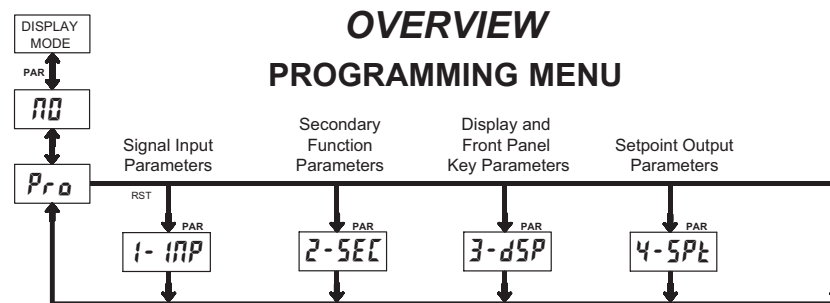 OVERVIEW
PROGRAMMING MENU
DISPLAY
MODE
PAR
NO
Pro
Signal Input
Parameters
Secondary
Function
Parameters
Display and
Front Panel
Key Parameters
Setpoint Output
Parameters
RST
PAR
1-INP
PAR
2-SEC
PAR
3-dSP
PAR
4-SPt